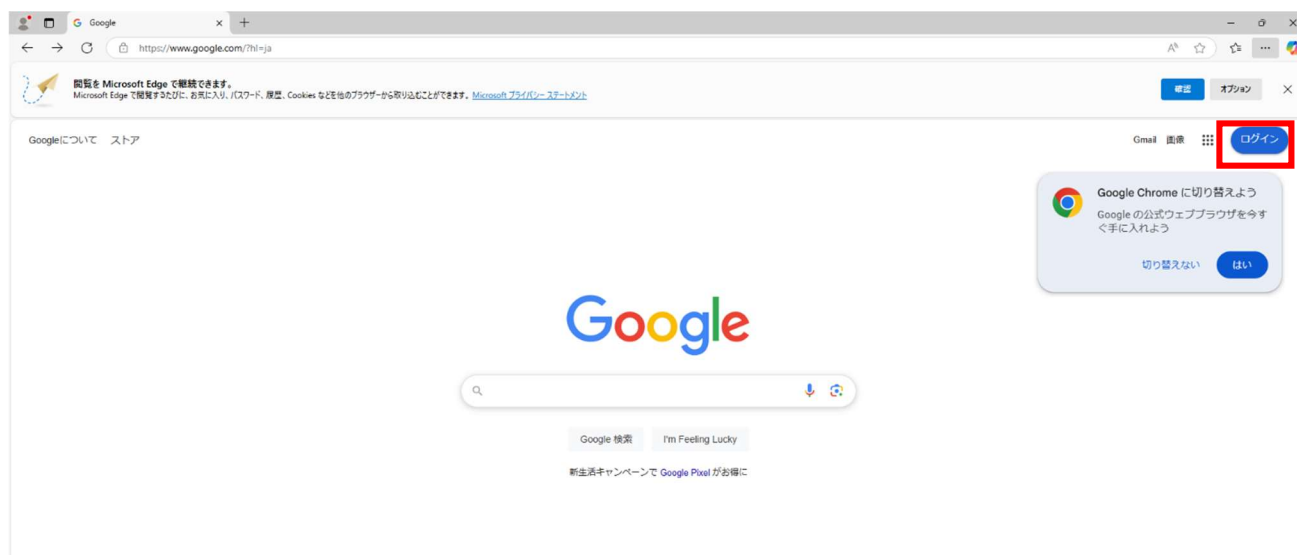 Google
https://www.google.com/?hl=ja
閲覧を Microsoft Edge で継続できます。
Microsoft Edge で閲覧するたびに、お気に入り、パスワード、履歴、Cookies などを他のブラウザーから取り込むことができます。 Microsoft プライバシー ステートメント
確認
オプション
Googleについて ストア
Gmail 画像
ログイン
Google Chrome に切り替えよう
Google の公式ウェブブラウザを今す
ぐ手に入れよう
切り替えない はい
Google
Google 検索 I'm Feeling Lucky
新生活キャンペーンで Google Pixel がお得に